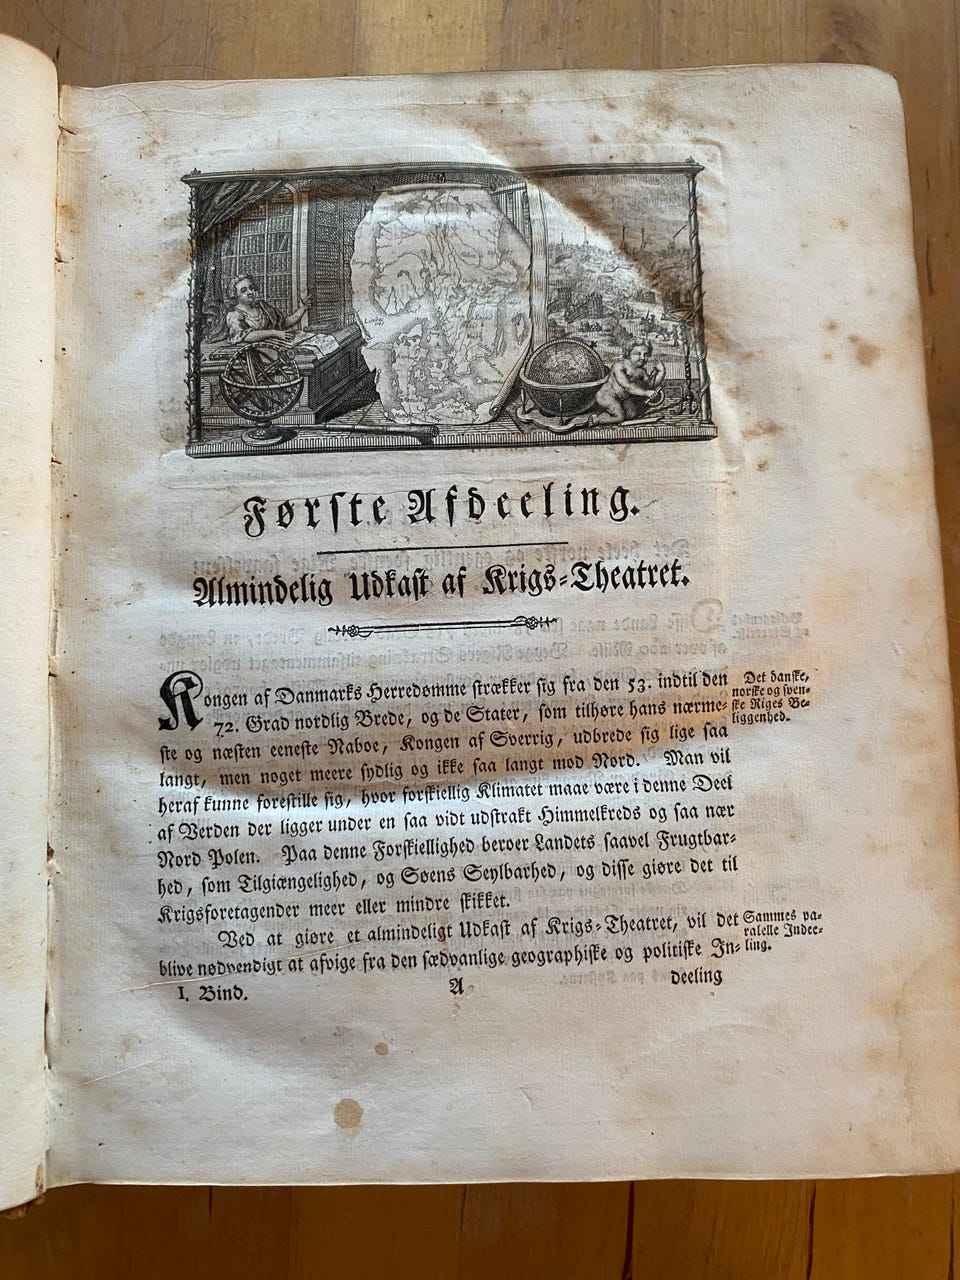 Første Afdeeling.
Almindelig Udkast af Krigs-Theatret.
Kongen af Danmarks Herredømme strækker sig fra den 53. indtil den
72. Grad nordlig Brede, og de Stater, som tilhøre hans nærme-
ste og næsten eeneste Naboe, Kongen af Sverrig, udbrede sig lige saa
langt, men noget meere sydlig og ikke saa langt mod Nord. Man vil
heraf kunne forestille sig, hvor forskiellig Klimatet maae være i denne Deel
af Verden der ligger under en saa vidt udstrakt Himmelkreds og saa nær
Nord Polen. Paa denne Forskiellighed beroer Landets saavel Frugtbar-
hed, som Tilgiængelighed, og Søens Seylbarhed, og disse giøre det til
Krigsforetagender meer eller mindre skikket.
Det danske,
norske og sven-
ske Riges Be-
liggenhed.
Ved at giøre et almindeligt Udkast af Krigs-Theatret, vil det
blive nødvendigt at afvige fra den sædvanlige geographiske og politiske In-
Sammes pa-
ralelle Indee-
ling.
I. Bind.
A
deeling